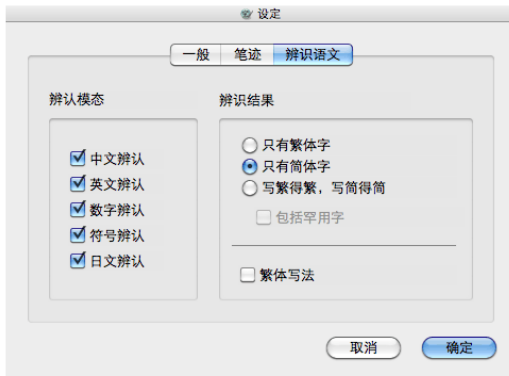 设定
一般 笔迹 辨识语文
辨认模态
中文辨认
英文辨认
数字辨认
符号辨认
日文辨认
辨识结果
只有繁体字
只有简体字
写繁得繁，写简得简
包括罕用字
繁体写法
取消 确定